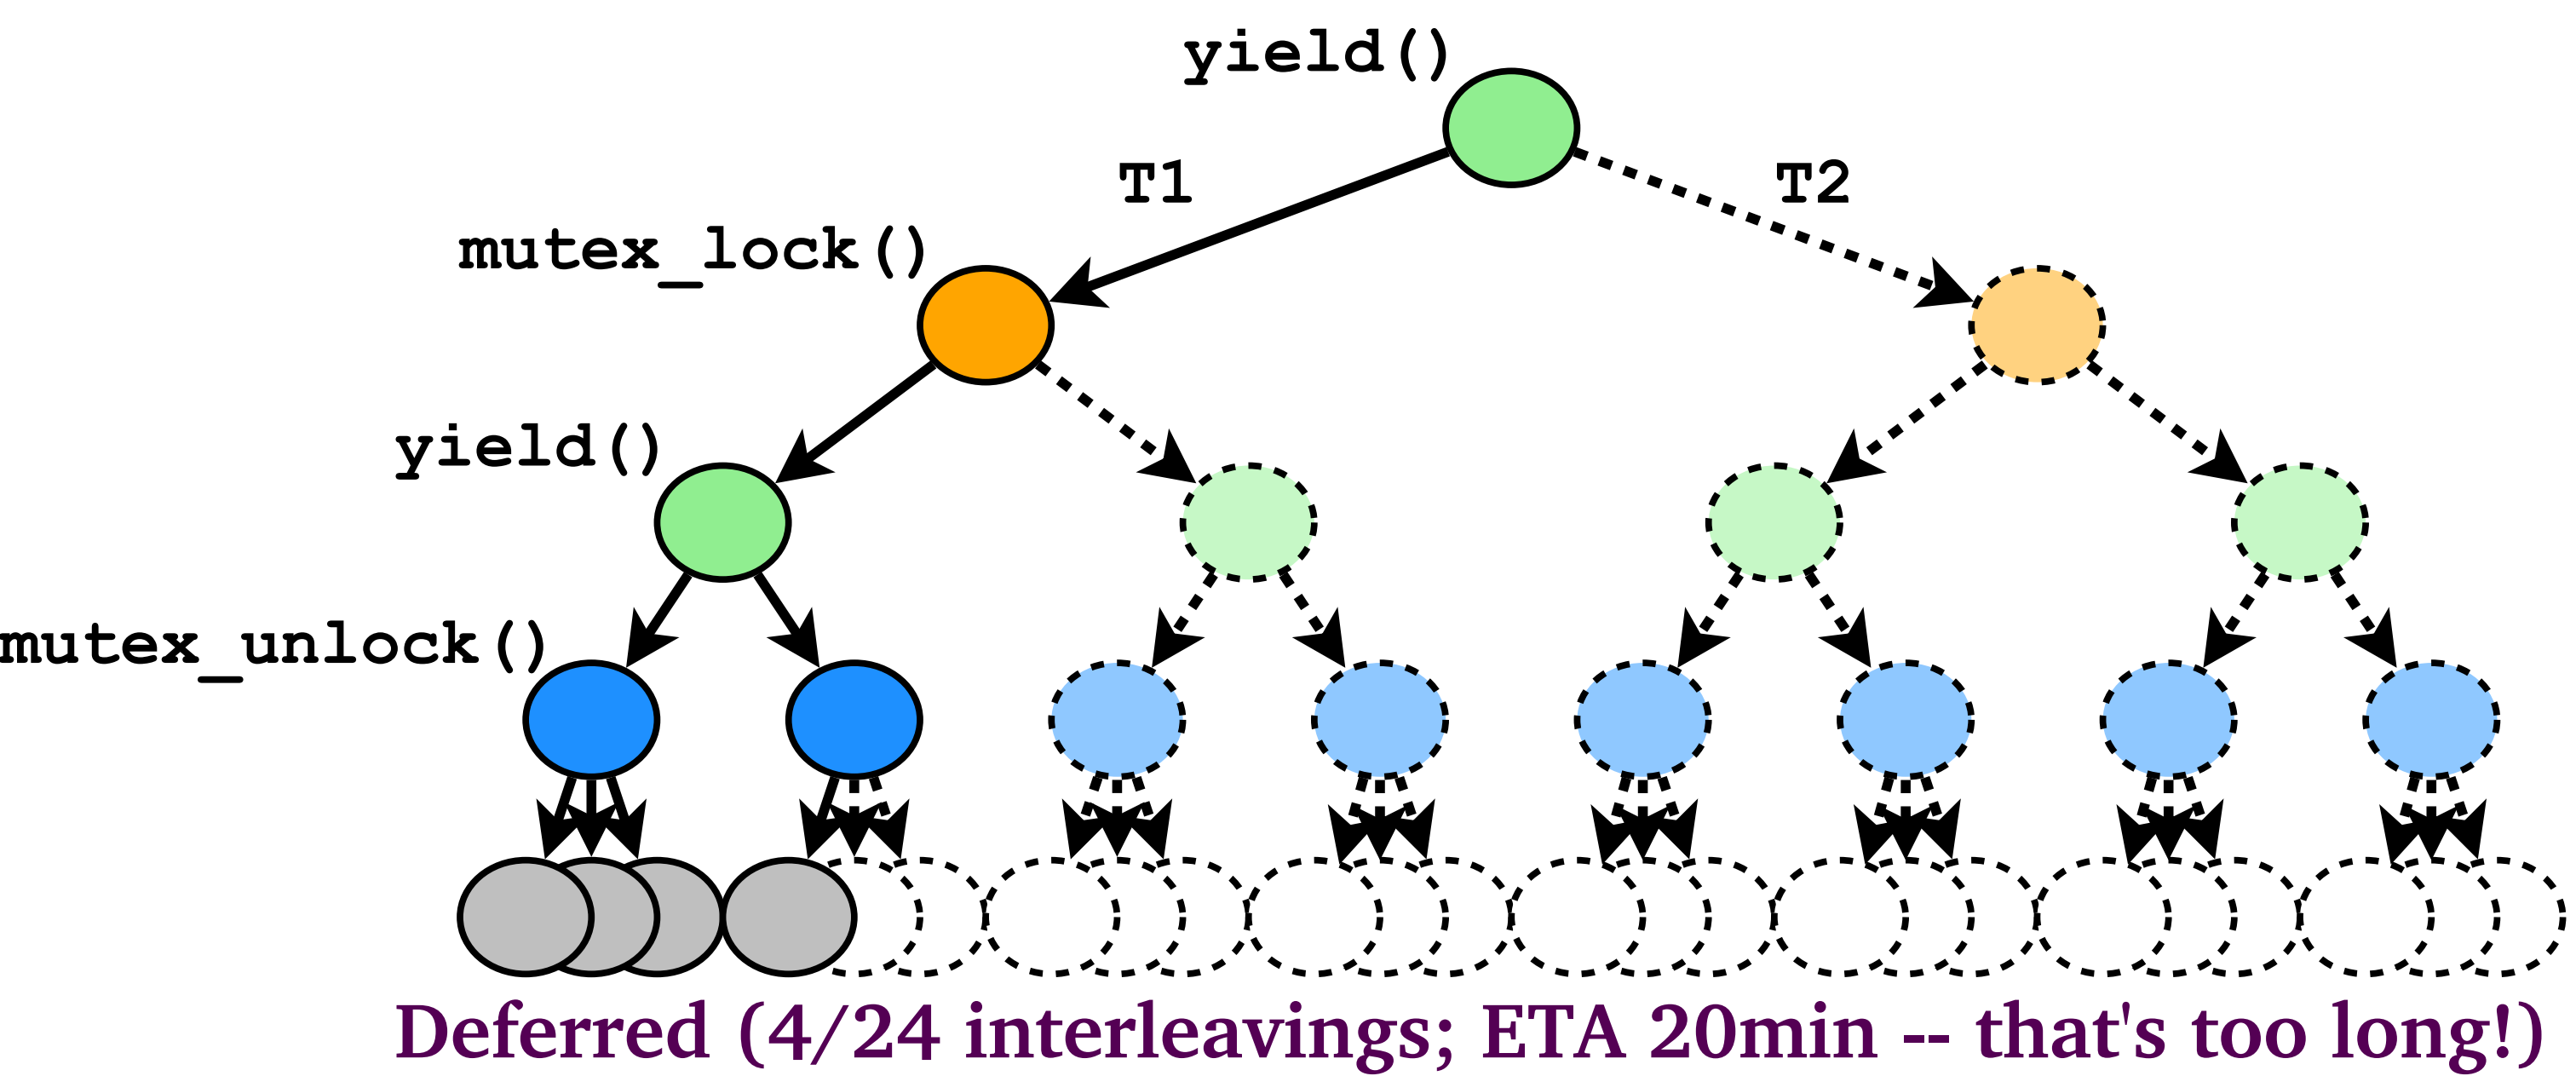 yield()
T1
T2
mutex_lock()
yield()
mutex_unlock()
Deferred (4/24 interleavings; ETA 20min -- that's too long!)